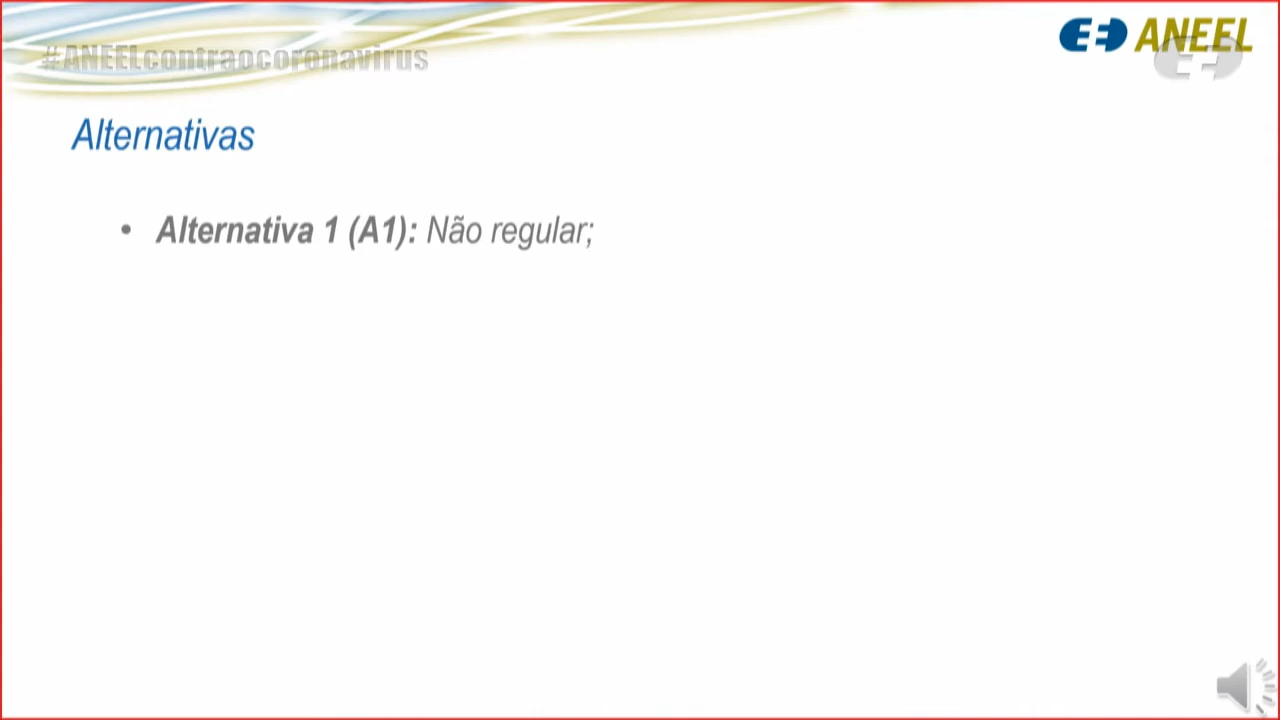 #ANEELcontraocoronavirus
ANEEL
Alternativas
• Alternativa 1 (A1): Não regular;